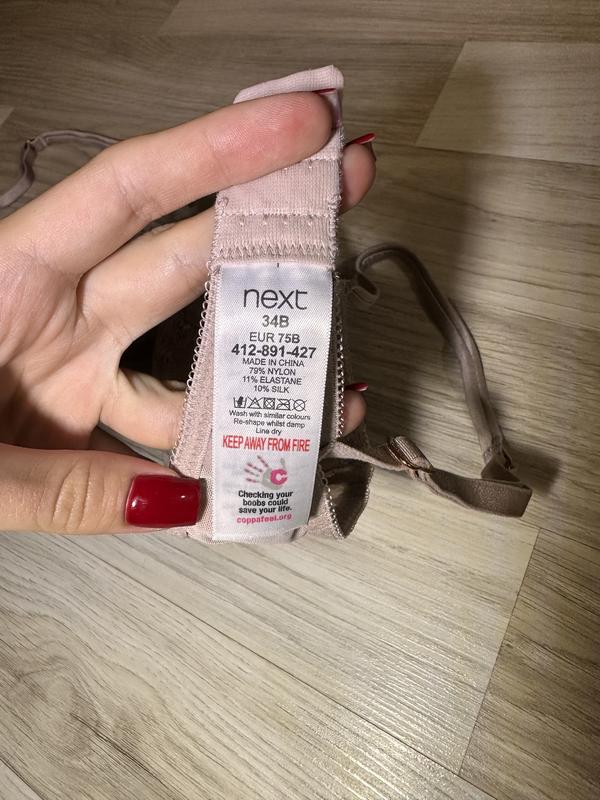 next
34B
EUR 75B
412-891-427
MADE IN CHINA
79% NYLON
11% ELASTANE
10% SILK
Wash with similar colours
Re-shape whilst damp
Line dry
KEEP AWAY FROM FIRE
C
Checking your
boobs could
save your life.
coppafeel.org